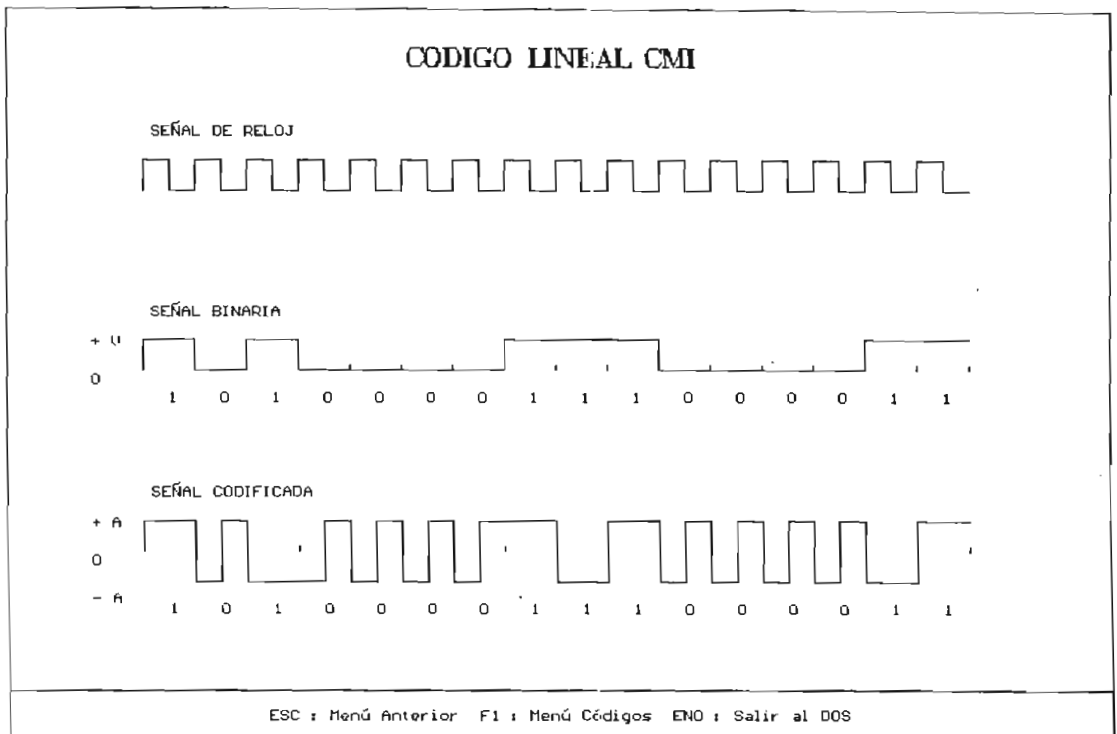 CODIGO LINEAL CMI
SEÑAL DE RELOJ
SEÑAL BINARIA
+ V
0
1 0 1 0 0 0 0 1 1 1 0 0 0 0 1 1
SEÑAL CODIFICADA
+ A
0
- A
1 0 1 0 0 0 0 1 1 1 0 0 0 0 1 1
ESC : Menú Anterior F1 : Menú Códigos END : Salir al DOS